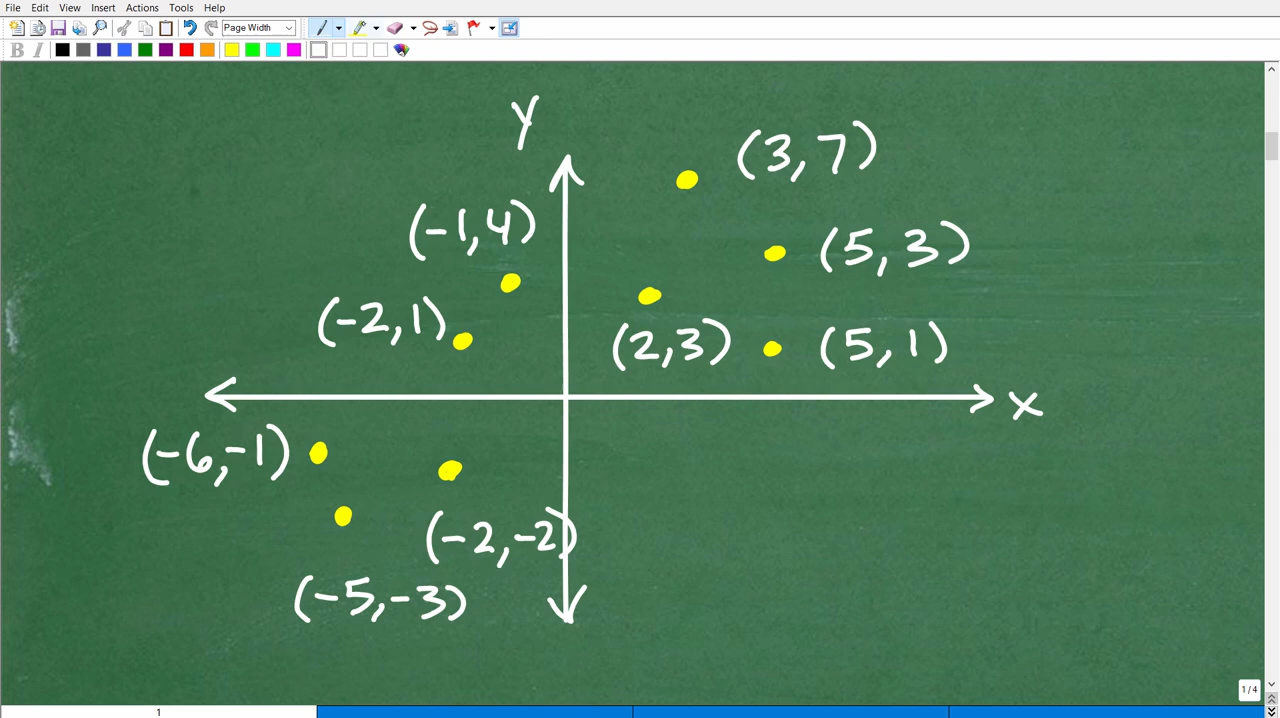 File Edit View Insert Actions Tools Help
Page Width
B I
y
(3,7)
(-1,4)
(5,3)
(-2,1)
(2,3)
(5,1)
x
(-6,-1)
(-2,-2)
(-5,-3)
1/4
1